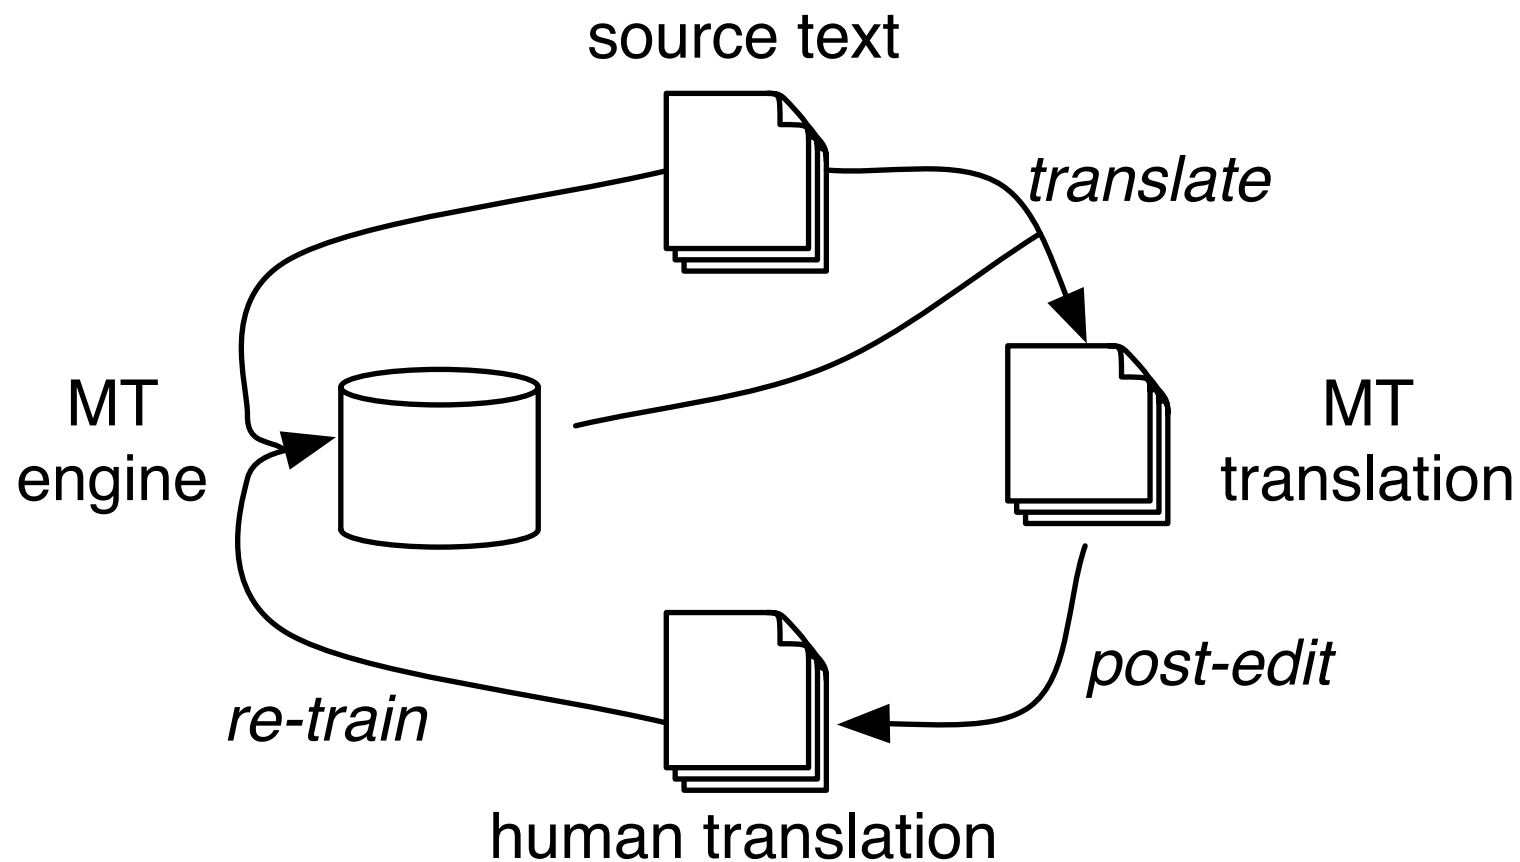 source text
translate
MT
engine
MT
translation
post-edit
re-train
human translation